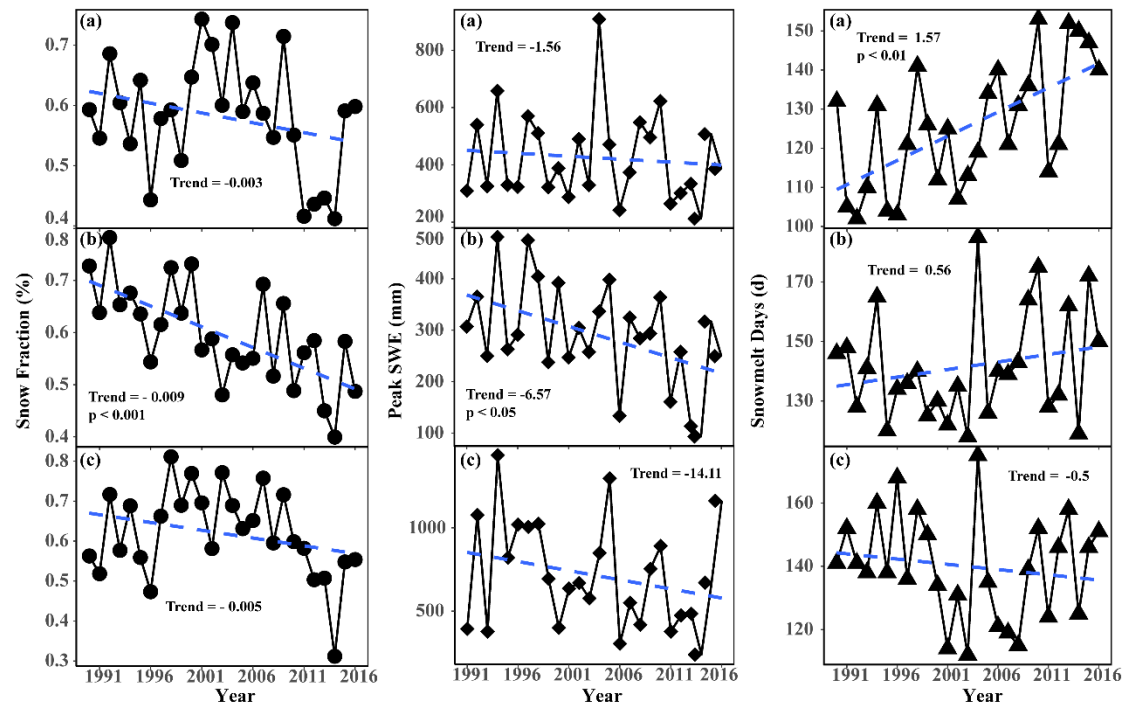 (a)
0.7
0.6
0.5
0.4
Trend = -0.003
(b)
0.8
0.7
0.6
0.5
0.4
Trend = - 0.009
p < 0.001
(c)
0.8
0.7
0.6
0.5
0.4
0.3
Trend = - 0.005
Snow Fraction (%)
1991 1996 2001 2006 2011 2016
Year
(a)
800
600
400
200
Trend = -1.56
(b)
500
400
300
200
100
Trend = -6.57
p < 0.05
(c)
1000
500
Trend = -14.11
Peak SWE (mm)
1991 1996 2001 2006 2011 2016
Year
(a)
150
140
130
120
110
100
Trend = 1.57
p < 0.01
(b)
170
150
130
Trend = 0.56
(c)
160
140
120
Trend = -0.5
Snowmelt Days (d)
1991 1996 2001 2006 2011 2016
Year